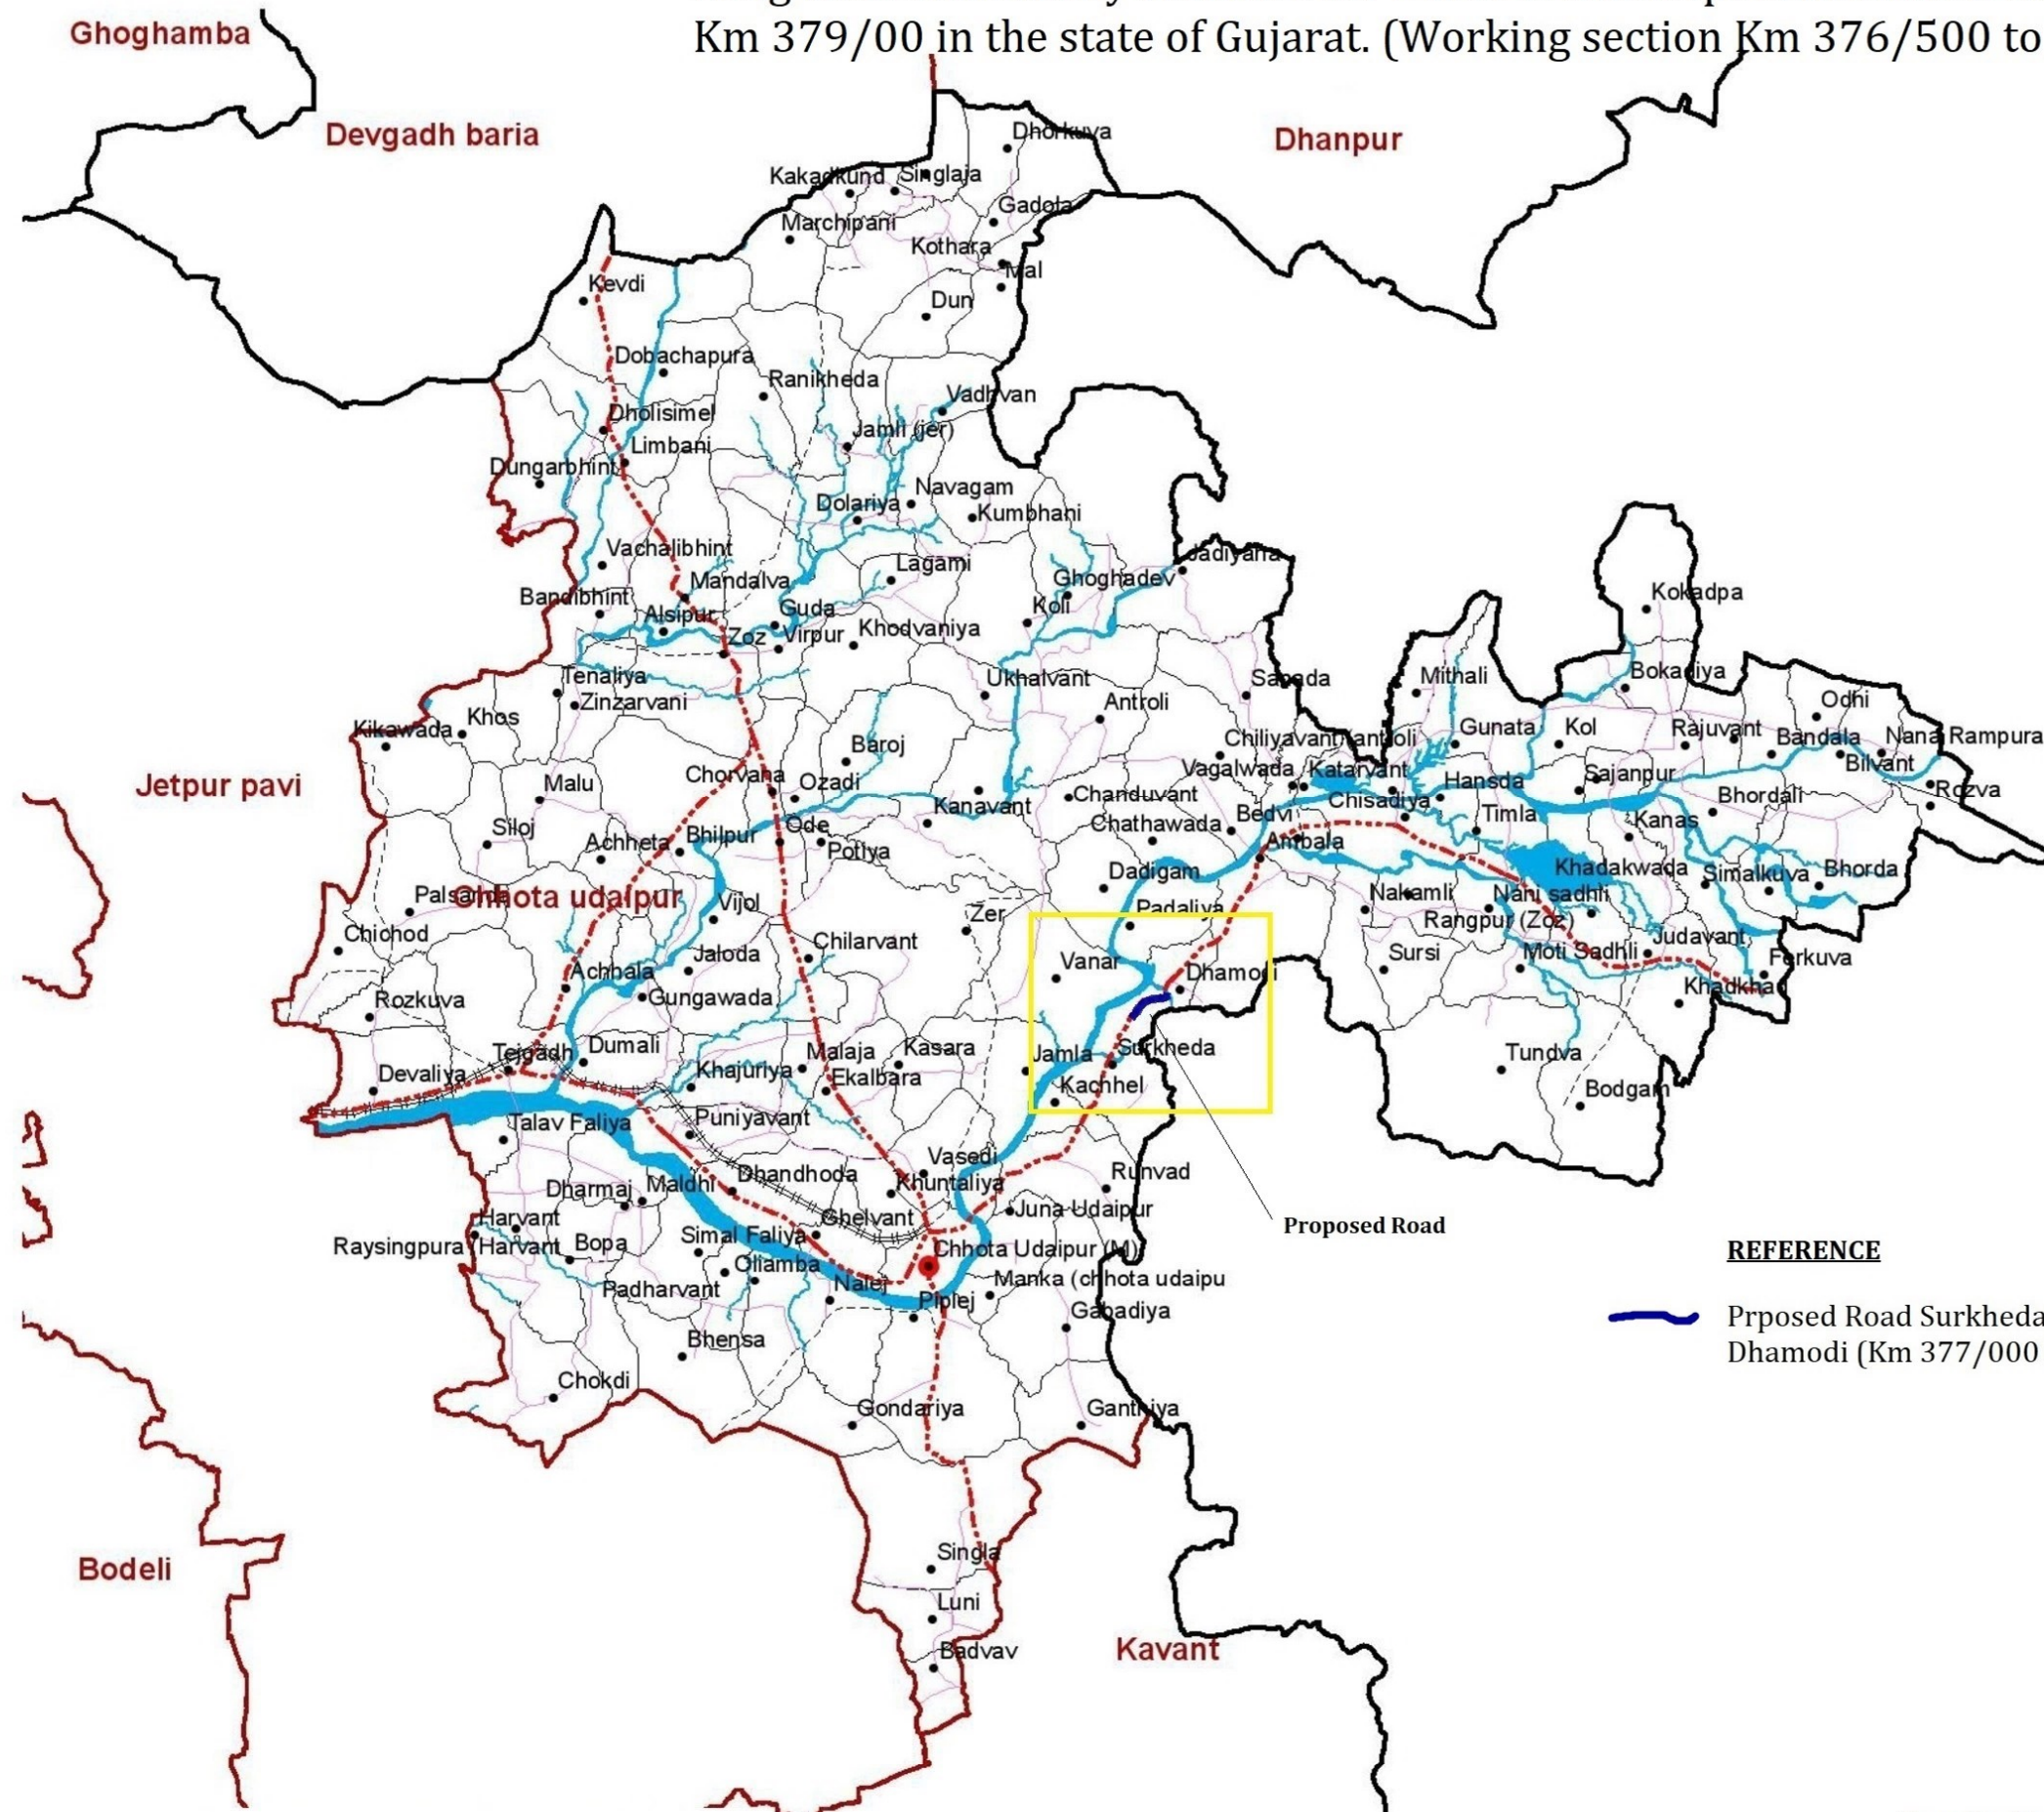 Km 379/00 in the state of Gujarat. (Working section Km 376/500 to
Ghoghamba
Devgadh baria
Dhanpur
Dhorkuva
Kakadkund
Singlaja
Gadola
Marchipani
Kothara
Mal
Kevdi
Dun
Dobachapura
Ranikheda
Vadhvan
Dholisimel
Jamli (jer)
Limbani
Dungarbhint
Navagam
Dolariya
Kumbhani
Vachalibhint
Jadiyana
Lagami
Mandalva
Ghoghadev
Bandibhint
Kokadpa
Alsipur
Guda
Koli
Zoz
Virpur
Khodvaniya
Tenaliya
Ukhalvant
Mithali
Bokadiya
Zinzarvani
Antroli
Odhi
Kikawada
Khos
Gunata
Kol
Rajuvant
Bandala
Nana Rampura
Baroj
Chiliyavant
Bilvant
Vagalwada
Katarvant
Hansda
Sajanpur
Jetpur pavi
Malu
Chorvana
Ozadi
Chanduvant
Chisadiya
Bhordali
Rozva
Kanavant
Siloj
Achheta
Bhilpur
Ode
Chathawada
Bedvi
Timla
Kanas
Potiya
Ambala
Dadigam
Khadakwada
Simalkuva
Bhorda
Chhota udaipur
Vijol
Zer
Padaliya
Nakamli
Nani sadhli
Rangpur (Zoz)
Chichod
Jaloda
Chilarvant
Judavant
Achhala
Vanar
Dhamodi
Sursi
Moti Sadhli
Ferkuva
Rozkuva
Gungawada
Khadkhad
Tejgadh
Dumali
Malaja
Kasara
Jamla
Surkheda
Tundva
Devaliya
Khajuriya
Ekalbara
Kachhel
Bodgam
Talav Faliya
Puniyavant
Vasedi
Dharmaj
Maldhi
Dhandhoda
Khuntaliya
Runvad
Harvant
Ghelvant
Juna Udaipur
Proposed Road
Raysingpura (Harvant
Bopa
Simal Faliya
Chhota Udaipur (M)
REFERENCE
Oliamba
Padharvant
Nalej
Manka (chhota udaipu
Piplej
Gabadiya
Prposed Road Surkheda
Bhensa
Dhamodi (Km 377/000
Chokdi
Gondariya
Ganthiya
Singla
Bodeli
Luni
Kavant
Badvav